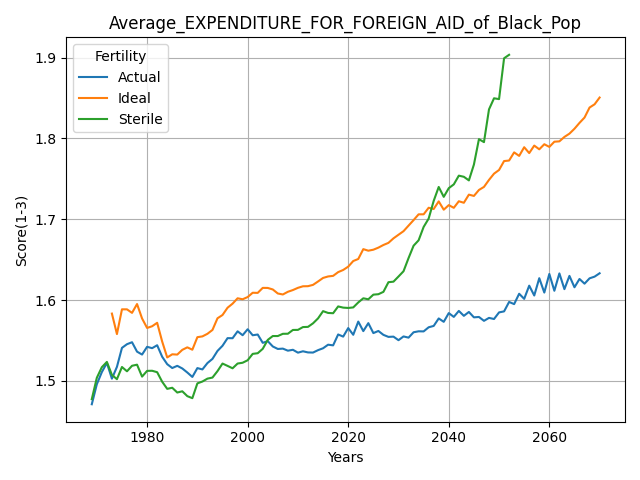 Average_EXPENDITURE_FOR_FOREIGN_AID_of_Black_Pop
Fertility
Actual
Ideal
Sterile
Score(1-3)
1.9
1.8
1.7
1.6
1.5
1980
2000
2020
2040
2060
Years